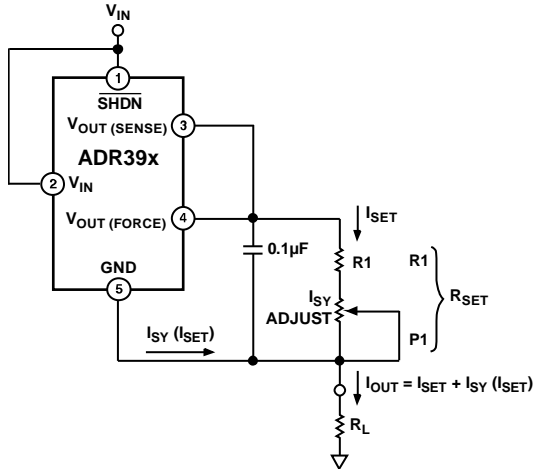 VIN
1
SHDN
VOUT (SENSE)
3
ADR39x
2
VIN
VOUT (FORCE)
4
ISET
0.1µF
R1
R1
GND
5
ISY
ADJUST
RSET
P1
ISY (ISET)
IOUT = ISET + ISY (ISET)
RL